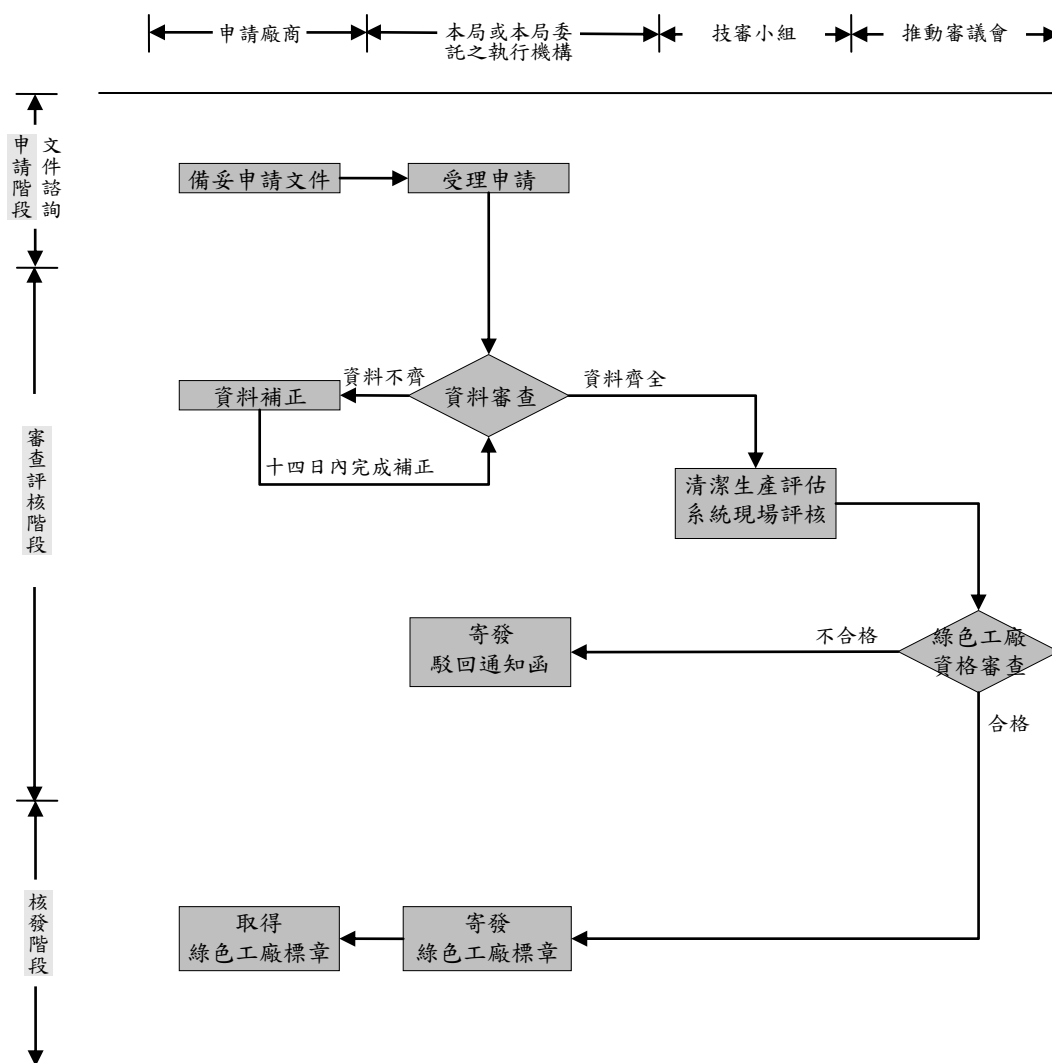 申請廠商
本局或本局委
託之執行機構
技審小組
推動審議會
申請階段
文件諮詢
備妥申請文件
受理申請
審查評核階段
資料不齊
資料補正
資料審查
資料齊全
十四日內完成補正
清潔生產評估
系統現場評核
寄發
駁回通知函
不合格
綠色工廠
資格審查
合格
核發階段
取得
綠色工廠標章
寄發
綠色工廠標章